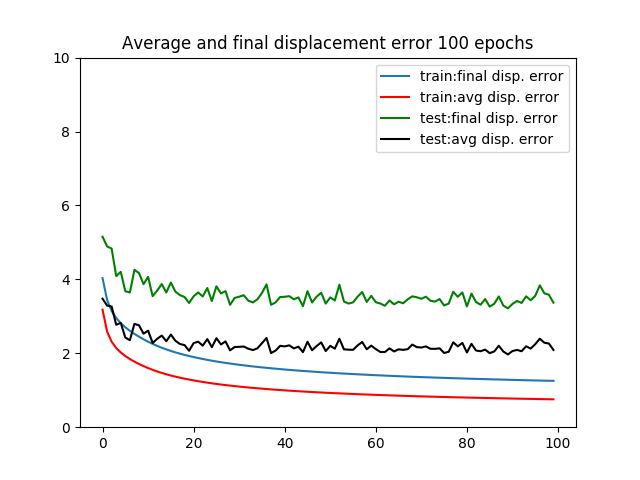 Average and final displacement error 100 epochs
train:final disp. error
train:avg disp. error
test:final disp. error
test:avg disp. error
10
8
6
4
2
0
0 20 40 60 80 100